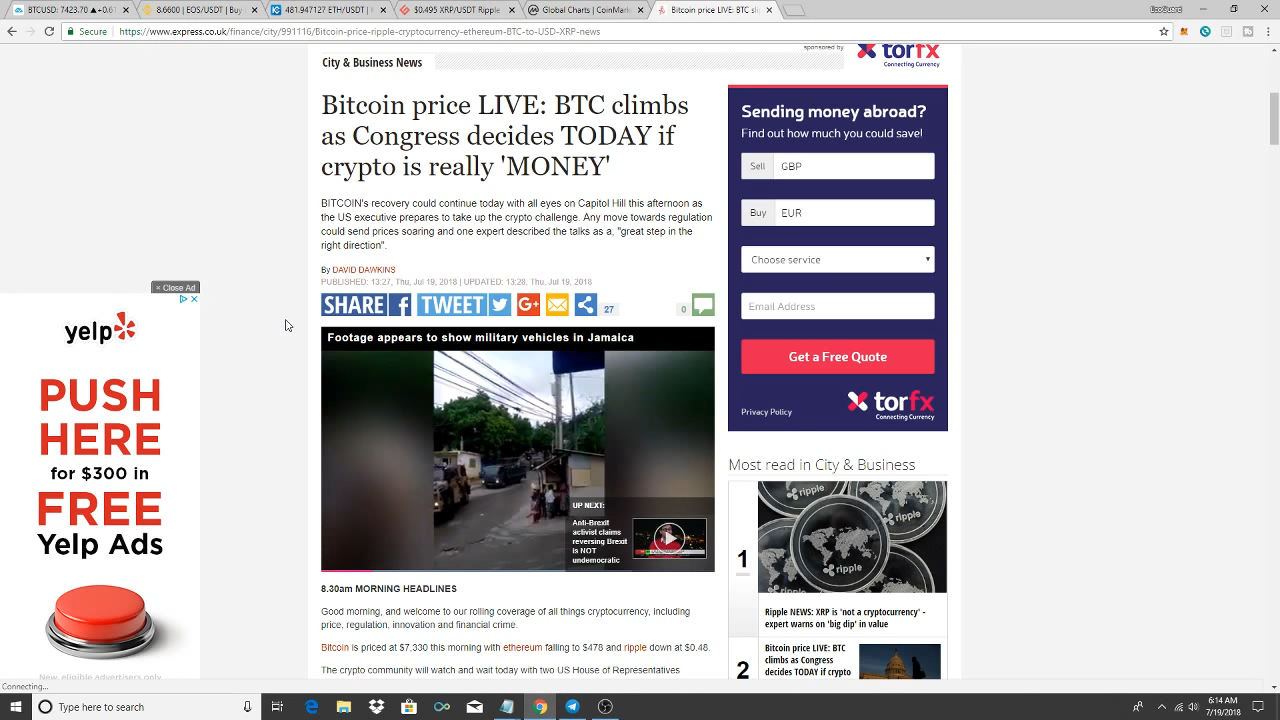 BTCUSD: 7423.70 ▲+0.61
8.6600 | EOS/USDT | Buy
481.947127 ETH/USDT | E
$0.495 XRP/USDT Ripple
Global Charts | CoinMark
Bitcoin price LIVE: BTC cli
Secure | https://www.express.co.uk/finance/city/991116/Bitcoin-price-ripple-cryptocurrency-ethereum-BTC-to-USD-XRP-news
City & Business News
sponsored by
torfx
Connecting Currency
Bitcoin price LIVE: BTC climbs
as Congress decides TODAY if
crypto is really 'MONEY'
BITCOIN's recovery could continue today with all eyes on Capitol Hill this afternoon as
the US executive prepares to take up the crypto challenge. Any move towards regulation
could send prices soaring and one expert described the talks as a, "great step in the
right direction".
By DAVID DAWKINS
PUBLISHED: 13:27, Thu, Jul 19, 2018 | UPDATED: 13:28, Thu, Jul 19, 2018
SHARE
TWEET
G+
27
0
Footage appears to show military vehicles in Jamaica
UP NEXT:
Anti-Brexit
activist claims
reversing Brexit
is NOT
undemocratic
8.30am MORNING HEADLINES
Good morning, and welcome to our rolling coverage of all things cryptocurrency, including
price, regulation, innovation and financial crime.
Bitcoin is priced at $7,330 this morning with ethereum falling to $478 and ripple down at $0.48.
The crypto community will watch and wait today with two US House of Representatives
Sending money abroad?
Find out how much you could save!
Sell GBP
Buy EUR
Choose service
Email Address
Get a Free Quote
Privacy Policy
torfx
Connecting Currency
Most read in City & Business
1
ripple
ripple
ripple
ripple
Ripple NEWS: XRP is 'not a cryptocurrency' -
expert warns on 'big dip' in value
2
Bitcoin price LIVE: BTC
climbs as Congress
decides TODAY if crypto
× Close Ad
yelp
PUSH
HERE
for $300 in
FREE
Yelp Ads
New, eligible advertisers only
Connecting...
Type here to search
6:14 AM
7/19/2018